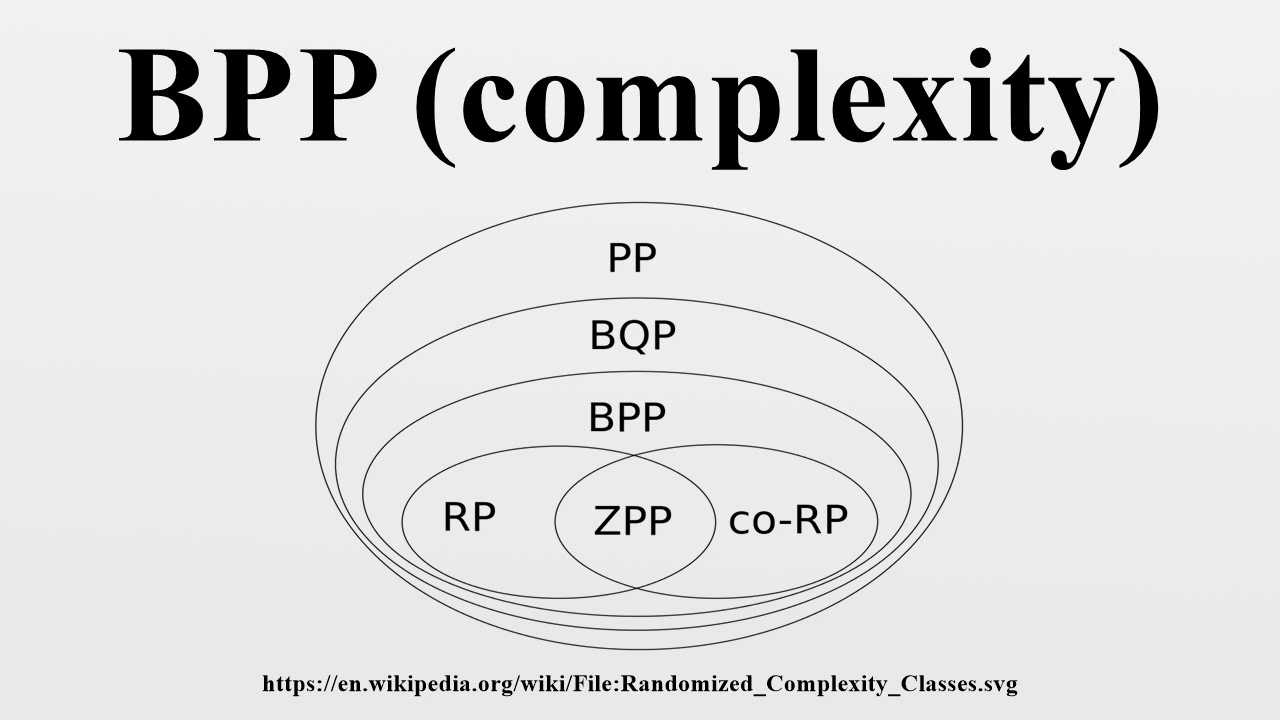 BPP (complexity)
PP
BQP
BPP
RP ZPP co-RP
https://en.wikipedia.org/wiki/File:Randomized_Complexity_Classes.svg